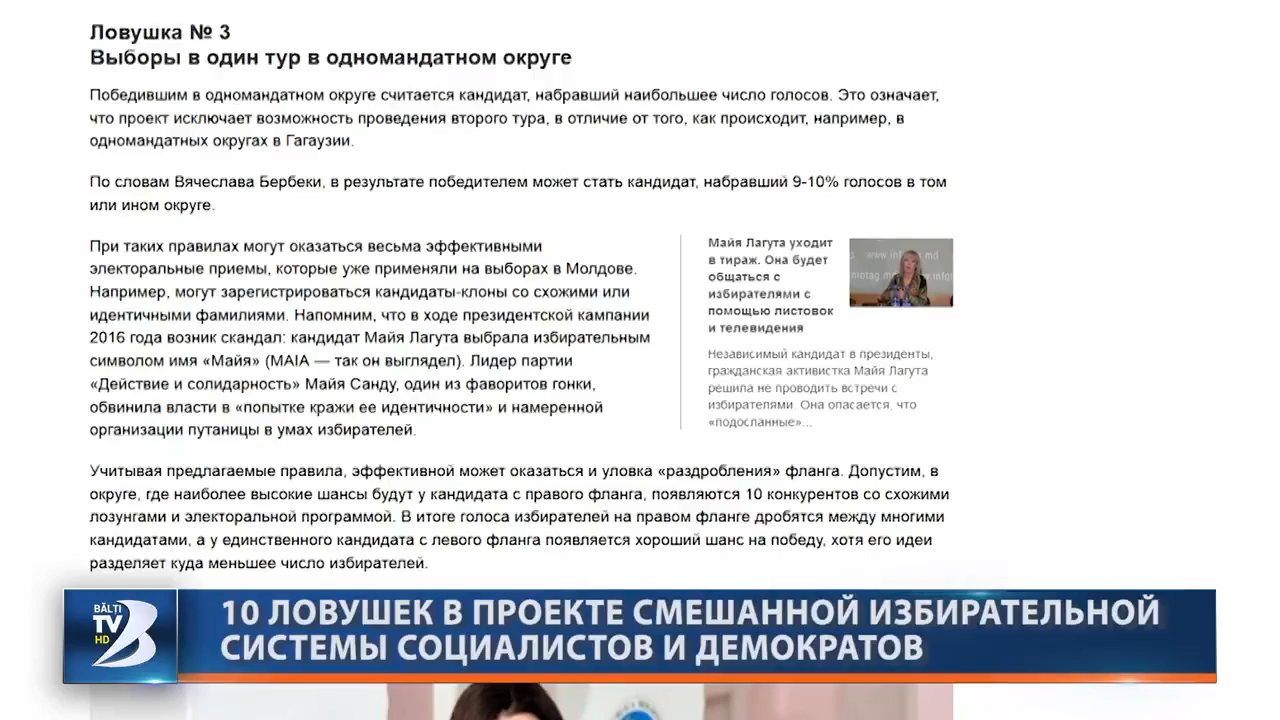 Ловушка № 3
Выборы в один тур в одномандатном округе
Победившим в одномандатном округе считается кандидат, набравший наибольшее число голосов. Это означает,
что проект исключает возможность проведения второго тура, в отличие от того, как происходит, например, в
одномандатных округах в Гагаузии.
По словам Вячеслава Бербеки, в результате победителем может стать кандидат, набравший 9-10% голосов в том
или ином округе.
При таких правилах могут оказаться весьма эффективными
электоральные приемы, которые уже применяли на выборах в Молдове.
Например, могут зарегистрироваться кандидаты-клоны со схожими или
идентичными фамилиями. Напомним, что в ходе президентской кампании
2016 года возник скандал: кандидат Майя Лагута выбрала избирательным
символом имя «Майя» (MAIA — так он выглядел). Лидер партии
«Действие и солидарность» Майя Санду, один из фаворитов гонки,
обвинила власти в «попытке кражи ее идентичности» и намеренной
организации путаницы в умах избирателей.
Майя Лагута уходит
в тираж. Она будет
общаться с
избирателями с
помощью листовок
и телевидения
Независимый кандидат в президенты,
гражданская активистка Майя Лагута
решила не проводить встречи с
избирателями. Она опасается, что
«подосланные»...
Учитывая предлагаемые правила, эффективной может оказаться и уловка «раздробления» фланга. Допустим, в
округе, где наиболее высокие шансы будут у кандидата с правого фланга, появляются 10 конкурентов со схожими
лозунгами и электоральной программой. В итоге голоса избирателей на правом фланге дробятся между многими
кандидатами, а у единственного кандидата с левого фланга появляется хороший шанс на победу, хотя его идеи
разделяет куда меньшее число избирателей.
BĂLȚI
TV
HD
10 ЛОВУШЕК В ПРОЕКТЕ СМЕШАННОЙ ИЗБИРАТЕЛЬНОЙ
СИСТЕМЫ СОЦИАЛИСТОВ И ДЕМОКРАТОВ